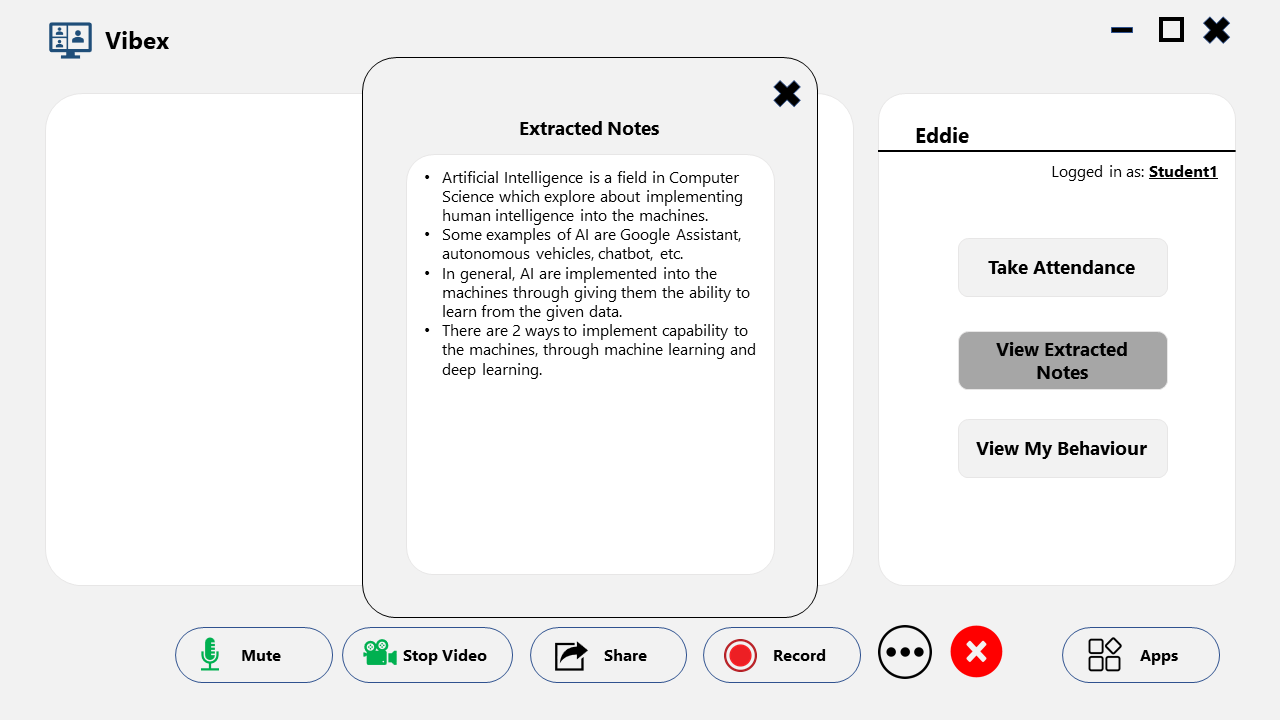 Vibex
Extracted Notes
• Artificial Intelligence is a field in Computer
Science which explore about implementing
human intelligence into the machines.
• Some examples of AI are Google Assistant,
autonomous vehicles, chatbot, etc.
• In general, AI are implemented into the
machines through giving them the ability to
learn from the given data.
• There are 2 ways to implement capability to
the machines, through machine learning and
deep learning.
Eddie
Logged in as: Student1
Take Attendance
View Extracted
Notes
View My Behaviour
Mute
Stop Video
Share
Record
Apps